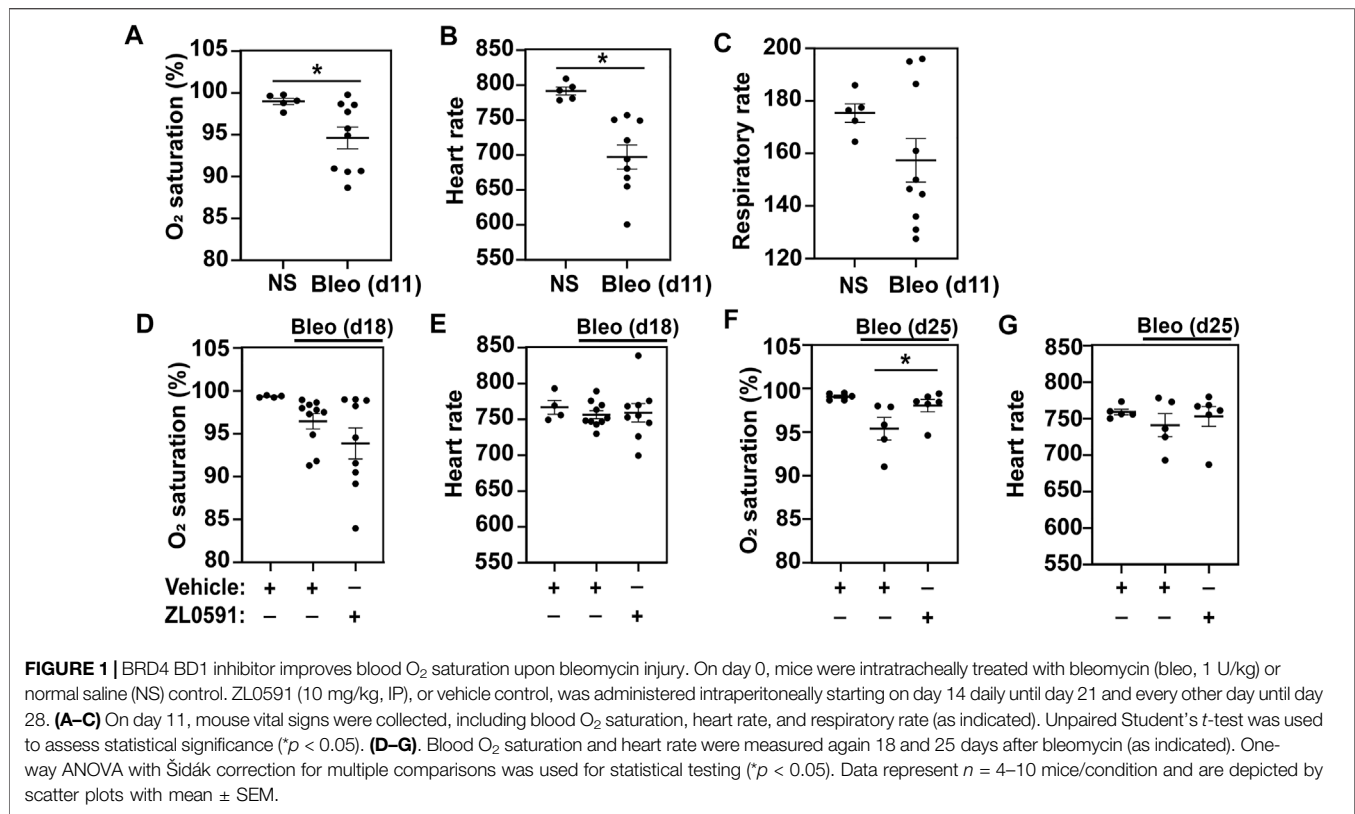 A
B
C
105
100
95
90
85
80
O₂ saturation (%)
*
NS Bleo (d11)
850
800
750
700
650
600
550
Heart rate
*
NS Bleo (d11)
200
180
160
140
120
Respiratory rate
NS Bleo (d11)
D
Bleo (d18)
105
100
95
90
85
80
O₂ saturation (%)
E
Bleo (d18)
850
800
750
700
650
600
550
Heart rate
F
Bleo (d25)
105
100
95
90
85
80
O₂ saturation (%)
*
G
Bleo (d25)
850
800
750
700
650
600
550
Heart rate
Vehicle: + + – + + – + + – + + –
ZL0591: – – + – – + – – + – – +
FIGURE 1 | BRD4 BD1 inhibitor improves blood O₂ saturation upon bleomycin injury. On day 0, mice were intratracheally treated with bleomycin (bleo, 1 U/kg) or
normal saline (NS) control. ZL0591 (10 mg/kg, IP), or vehicle control, was administered intraperitoneally starting on day 14 daily until day 21 and every other day until day
28. (A–C) On day 11, mouse vital signs were collected, including blood O₂ saturation, heart rate, and respiratory rate (as indicated). Unpaired Student's t-test was used
to assess statistical significance (*p < 0.05). (D–G). Blood O₂ saturation and heart rate were measured again 18 and 25 days after bleomycin (as indicated). One-
way ANOVA with Šidák correction for multiple comparisons was used for statistical testing (*p < 0.05). Data represent n = 4–10 mice/condition and are depicted by
scatter plots with mean ± SEM.